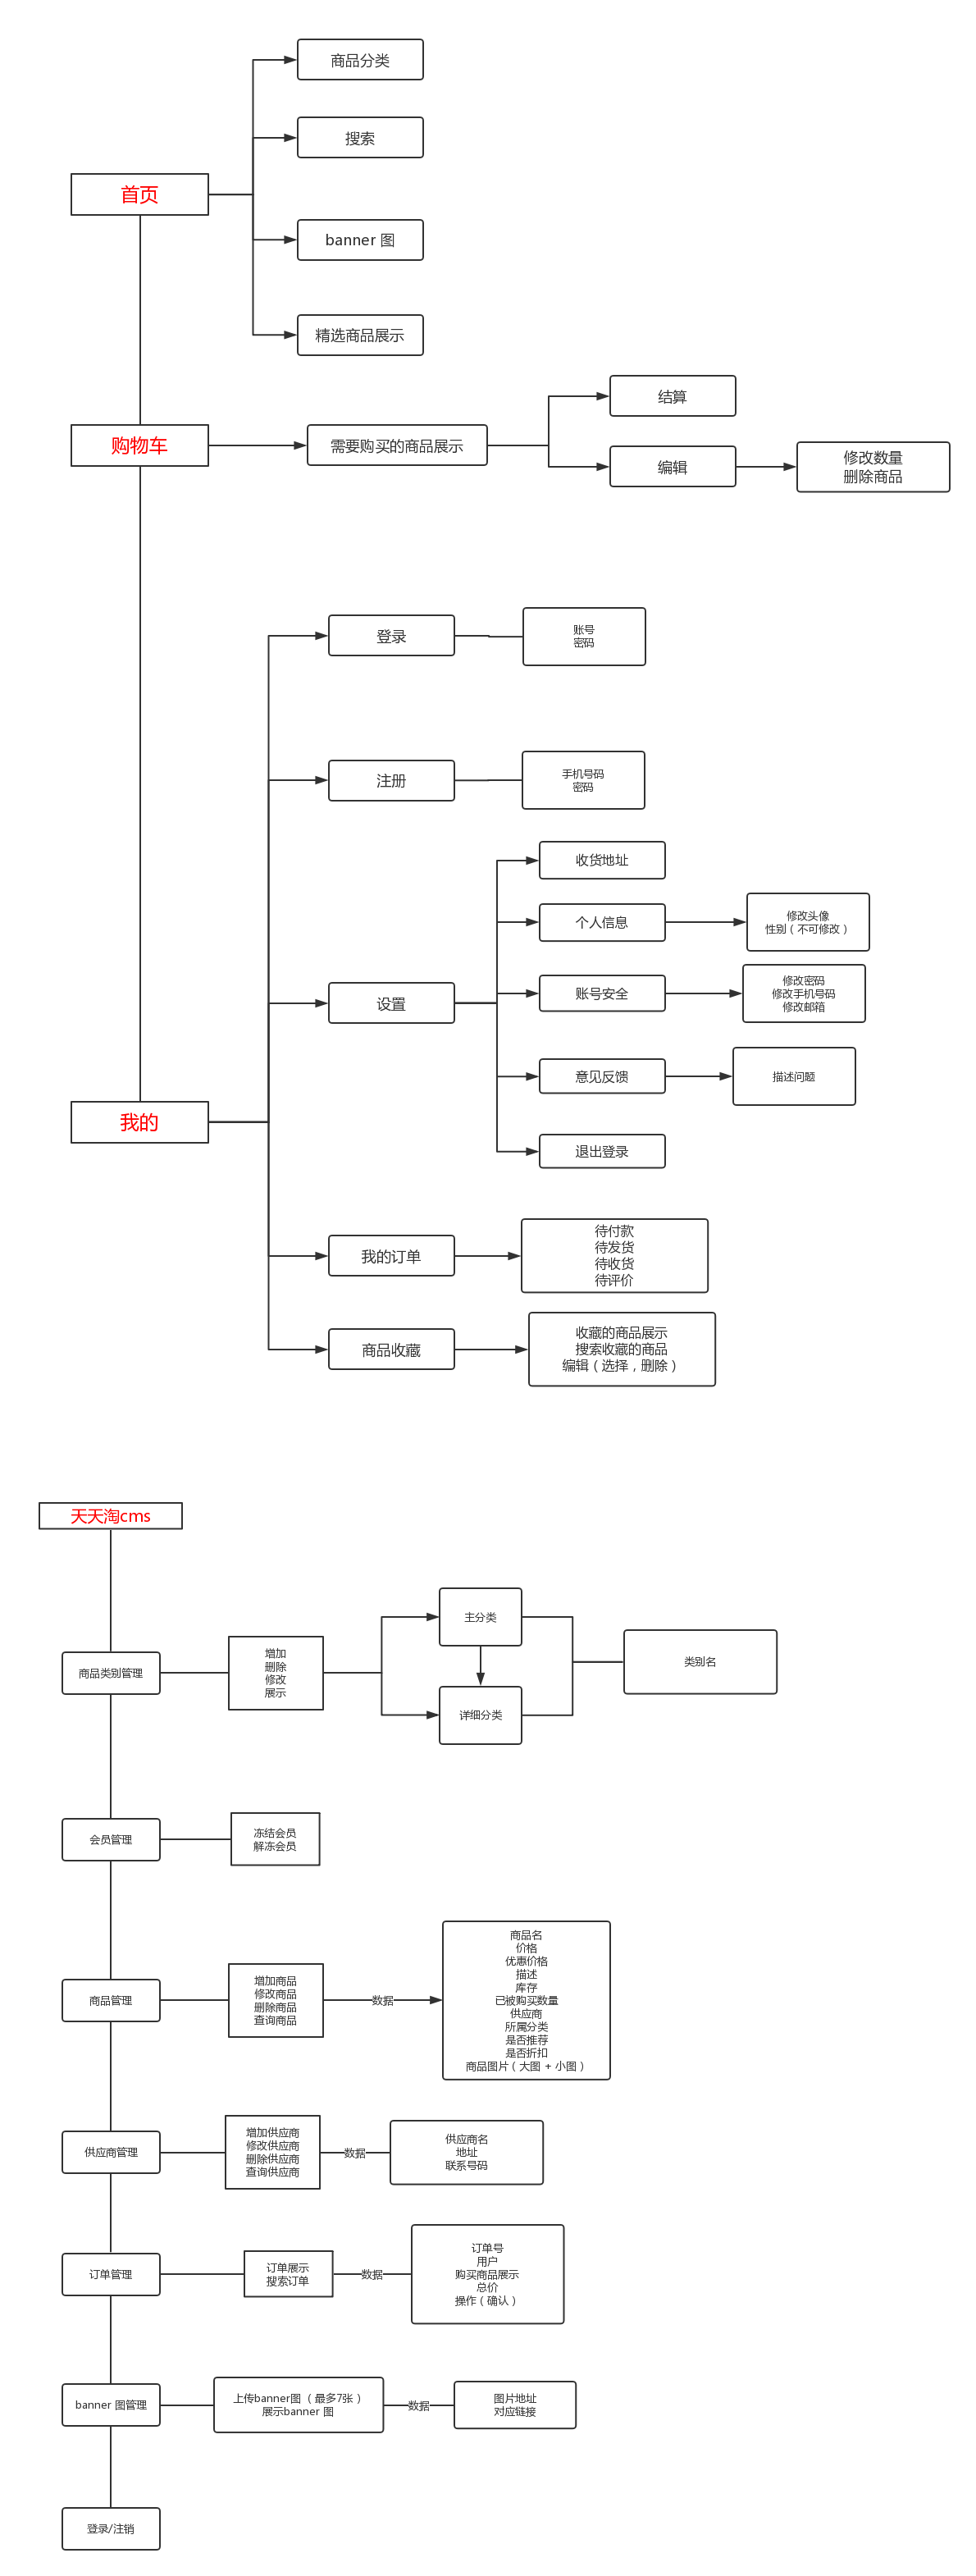 商品分类
搜索
首页
banner 图
精选商品展示
结算
购物车
需要购买的商品展示
编辑
修改数量
删除商品
登录
账号
密码
注册
手机号码
密码
收货地址
个人信息
修改头像
性别（不可修改）
设置
账号安全
修改密码
修改手机号码
修改邮箱
意见反馈
描述问题
我的
退出登录
我的订单
待付款
待发货
待收货
待评价
商品收藏
收藏的商品展示
搜索收藏的商品
编辑（选择，删除）
天天淘cms
主分类
商品类别管理
增加
删除
修改
展示
类别名
详细分类
会员管理
冻结会员
解冻会员
商品管理
增加商品
修改商品
删除商品
查询商品
数据
商品名
价格
优惠价格
描述
库存
已被购买数量
供应商
所属分类
是否推荐
是否折扣
商品图片（大图 + 小图）
供应商管理
增加供应商
修改供应商
删除供应商
查询供应商
数据
供应商名
地址
联系号码
订单管理
订单展示
搜索订单
数据
订单号
用户
购买商品展示
总价
操作（确认）
banner 图管理
上传banner图 （最多7张）
展示banner 图
数据
图片地址
对应链接
登录/注销